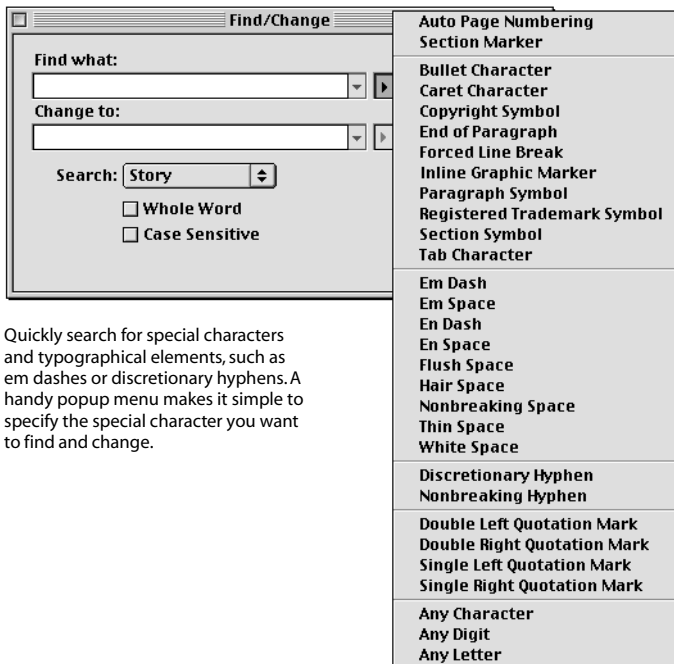 Find/Change
Find what:
Change to:
Search: Story
Whole Word
Case Sensitive
Quickly search for special characters
and typographical elements, such as
em dashes or discretionary hyphens. A
handy popup menu makes it simple to
specify the special character you want
to find and change.
Auto Page Numbering
Section Marker
Bullet Character
Caret Character
Copyright Symbol
End of Paragraph
Forced Line Break
Inline Graphic Marker
Paragraph Symbol
Registered Trademark Symbol
Section Symbol
Tab Character
Em Dash
Em Space
En Dash
En Space
Flush Space
Hair Space
Nonbreaking Space
Thin Space
White Space
Discretionary Hyphen
Nonbreaking Hyphen
Double Left Quotation Mark
Double Right Quotation Mark
Single Left Quotation Mark
Single Right Quotation Mark
Any Character
Any Digit
Any Letter